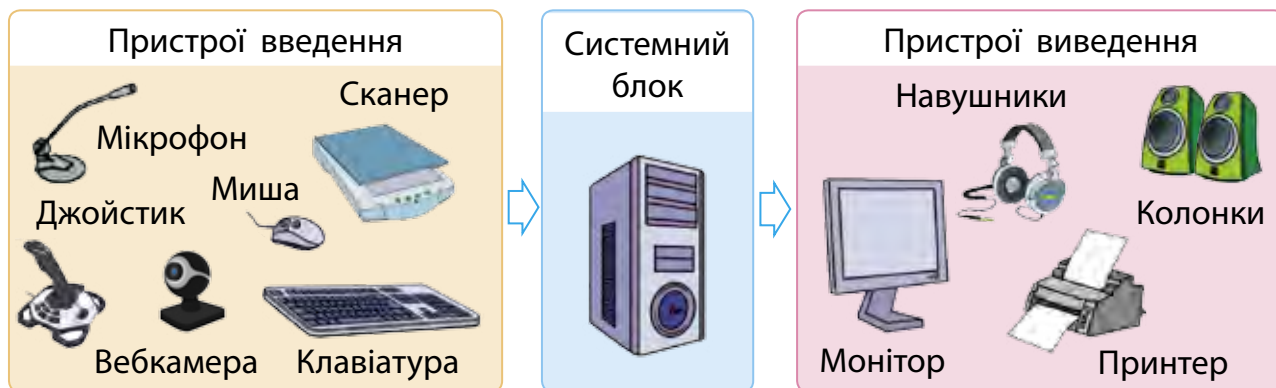 Пристрої введення
Сканер
Мікрофон
Миша
Джойстик
Вебкамера
Клавіатура
Системний
блок
Пристрої виведення
Навушники
Колонки
Монітор
Принтер